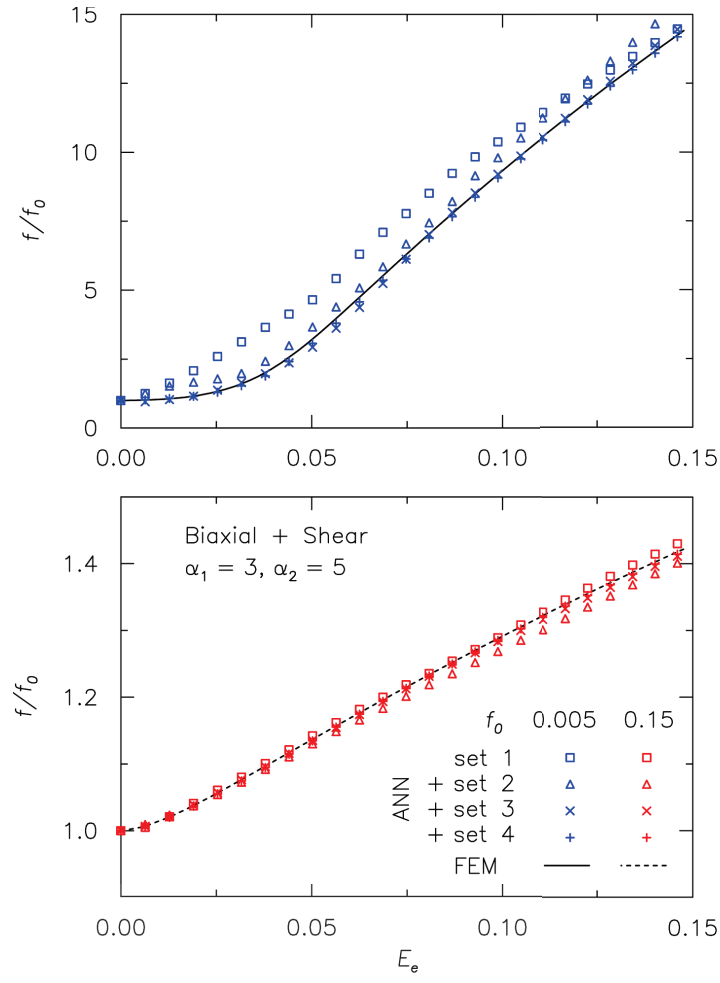 15
10
5
0
f/f₀
0.00 0.05 0.10 0.15
Biaxial + Shear
α₁ = 3, α₂ = 5
1.4
1.2
1.0
f/f₀
f₀ 0.005 0.15
ANN
set 1
+ set 2
+ set 3
+ set 4
FEM
0.00 0.05 0.10 0.15
Eₑ